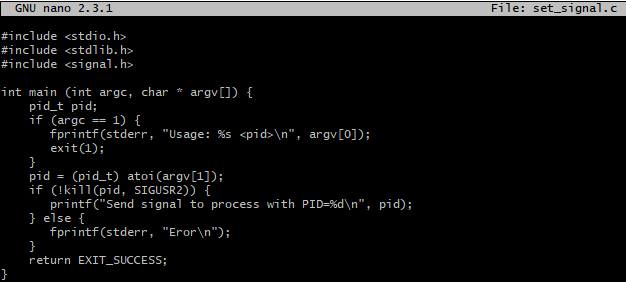 GNU nano 2.3.1 File: set_signal.c
#include <stdio.h>
#include <stdlib.h>
#include <signal.h>
int main (int argc, char * argv[]) {
pid_t pid;
if (argc == 1) {
fprintf(stderr, "Usage: %s <pid>\n", argv[0]);
exit(1);
}
pid = (pid_t) atoi(argv[1]);
if (!kill(pid, SIGUSR2)) {
printf("Send signal to process with PID=%d\n", pid);
} else {
fprintf(stderr, "Eror\n");
}
return EXIT_SUCCESS;
}